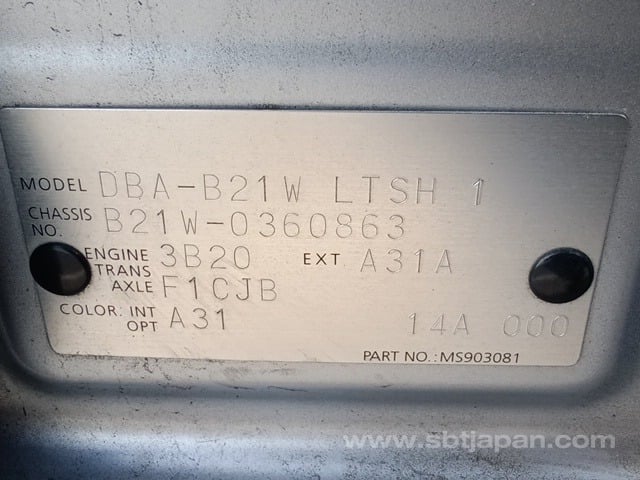 MODEL DBA-B21W LTSH 1
CHASSIS NO. B21W-0360863
ENGINE 3B20 EXT A31A
TRANS AXLE F1CJB
COLOR: INT OPT A31 14A 000
PART NO.:MS903081
www.sbtjapan.com